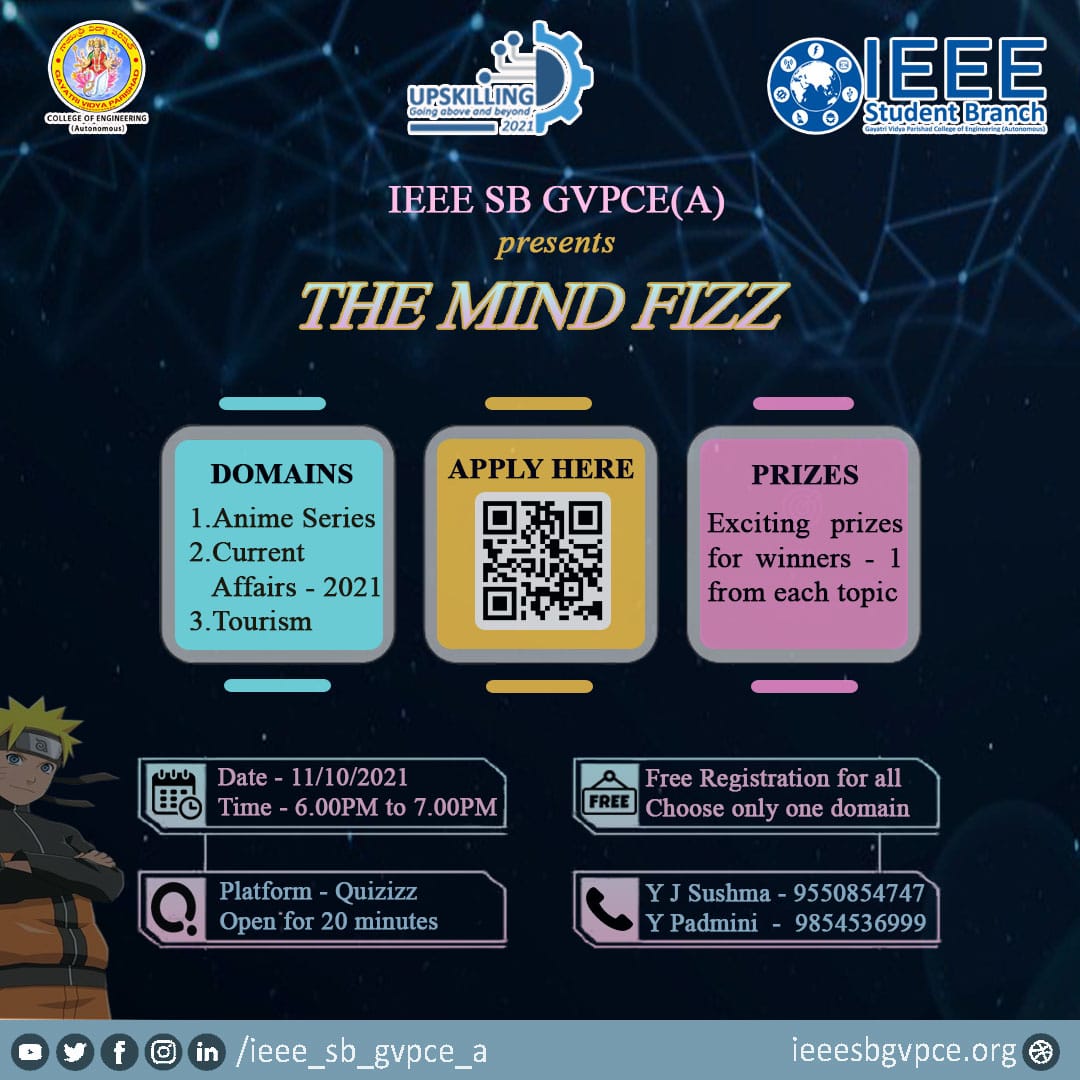 గాయత్రి విద్యా పరిషత్
GAYATRI VIDYA PARISHAD
COLLEGE OF ENGINEERING
(Autonomous)
UPSKILLING
Going above and beyond
2021
IEEE
Student Branch
Gayatri Vidya Parishad College of Engineering (Autonomous)
IEEE SB GVPCE(A)
presents
THE MIND FIZZ
DOMAINS
1.Anime Series
2.Current
Affairs - 2021
3.Tourism
APPLY HERE
PRIZES
Exciting prizes
for winners - 1
from each topic
Date - 11/10/2021
Time - 6.00PM to 7.00PM
FREE
Free Registration for all
Choose only one domain
Platform - Quizizz
Open for 20 minutes
Y J Sushma - 9550854747
Y Padmini - 9854536999
/ieee_sb_gvpce_a
ieeesbgvpce.org